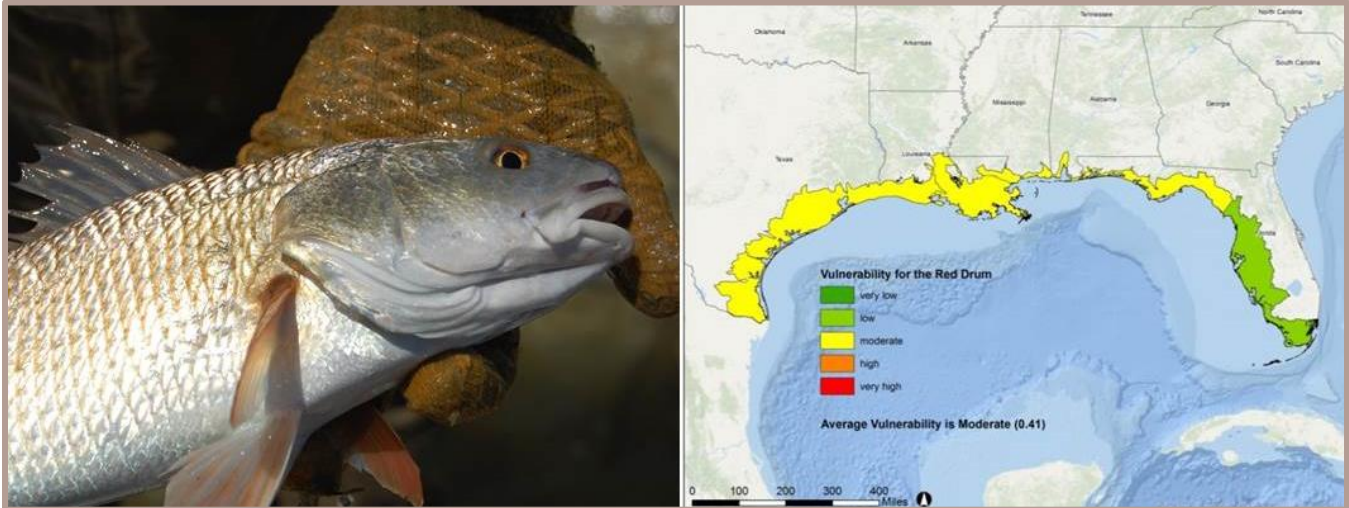 Tennessee
North Carolina
Oklahoma
Arkansas
South Carolina
Mississippi
Alabama
Georgia
Texas
Louisiana
Vulnerability for the Red Drum
very low
low
moderate
high
very high
Average Vulnerability is Moderate (0.41)
0 100 200 300 400
Miles